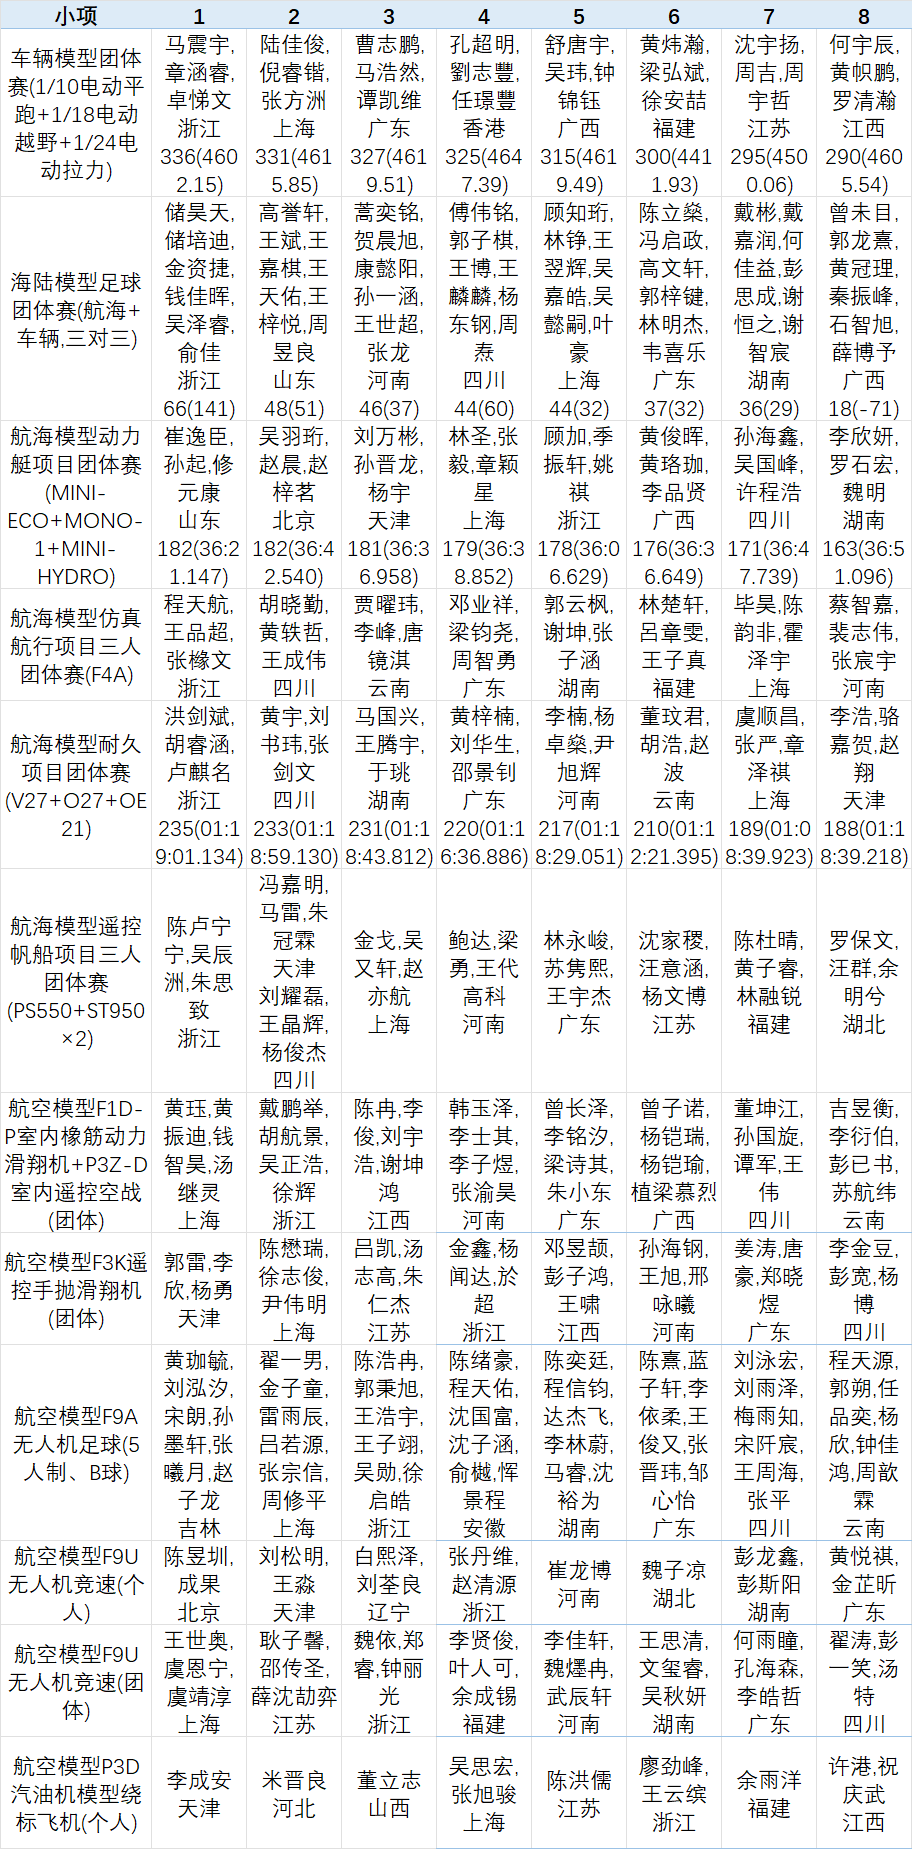 小项 1 2 3 4 5 6 7 8
车辆模型团体
赛(1/10电动平
跑+1/18电动
越野+1/24电
动拉力)
马震宇,
章涵睿,
卓悌文
浙江
336(460
2.15)
陆佳俊,
倪睿锴,
张方洲
上海
331(461
5.85)
曹志鹏,
马浩然,
谭凯维
广东
327(461
9.51)
孔超明,
劉志豐,
任璟豐
香港
325(464
7.39)
舒唐宇,
吴玮,钟
锦钰
广西
315(461
9.49)
黄炜瀚,
梁弘斌,
徐安喆
福建
300(441
1.93)
沈宇扬,
周吉,周
宇哲
江苏
295(450
0.06)
何宇辰,
黄帜鹏,
罗清瀚
江西
290(460
5.54)
海陆模型足球
团体赛(航海+
车辆,三对三)
储昊天,
储培迪,
金资捷,
钱佳晖,
吴泽睿,
俞佳
浙江
66(141)
高誉轩,
王斌,王
嘉棋,王
天佑,王
梓悦,周
昱良
山东
48(51)
蒿奕铭,
贺晨旭,
康懿阳,
孙一涵,
王世超,
张龙
河南
46(37)
傅伟铭,
郭子棋,
王博,王
麟麟,杨
东钢,周
焘
四川
44(60)
顾知珩,
林铮,王
翌辉,吴
嘉皓,吴
懿嗣,叶
豪
上海
44(32)
陈立燊,
冯启政,
高文轩,
郭梓键,
林明杰,
韦喜乐
广东
37(32)
戴彬,戴
嘉润,何
佳益,彭
思成,谢
恒之,谢
智宸
湖南
36(29)
曾未目,
郭龙熹,
黄冠理,
秦振峰,
石智旭,
薛博予
广西
18(-71)
航海模型动力
艇项目团体赛
(MINI-
ECO+MONO-
1+MINI-
HYDRO)
崔逸臣,
孙起,修
元康
山东
182(36:2
1.147)
吴羽珩,
赵晨,赵
梓茗
北京
182(36:4
2.540)
刘万彬,
孙晋龙,
杨宇
天津
181(36:3
6.958)
林圣,张
毅,章颖
星
上海
179(36:3
8.852)
顾加,季
振轩,姚
祺
浙江
178(36:0
6.629)
黄俊晖,
黄珞珈,
李品贤
广西
176(36:3
6.649)
孙海鑫,
吴国峰,
许程浩
四川
171(36:4
7.739)
李欣妍,
罗石宏,
魏明
湖南
163(36:5
1.096)
航海模型仿真
航行项目三人
团体赛(F4A)
程天航,
王品超,
张橼文
浙江
胡晓勤,
黄轶哲,
王成伟
四川
贾曜玮,
李峰,唐
镜淇
云南
邓业祥,
梁钧尧,
周智勇
广东
郭云枫,
谢坤,张
子涵
湖南
林楚轩,
吕章雯,
王子真
福建
毕昊,陈
韵非,霍
泽宇
上海
蔡智嘉,
裴志伟,
张宸宇
河南
航海模型耐久
项目团体赛
(V27+O27+OE
21)
洪剑斌,
胡睿涵,
卢麒名
浙江
235(01:1
9:01.134)
黄宇,刘
书玮,张
剑文
四川
233(01:1
8:59.130)
马国兴,
王腾宇,
于珧
湖南
231(01:1
8:43.812)
黄梓楠,
刘华生,
邵景钊
广东
220(01:1
6:36.886)
李楠,杨
卓燊,尹
旭辉
河南
217(01:1
8:29.051)
董玟君,
胡浩,赵
波
云南
210(01:1
2:21.395)
虞顺昌,
张严,章
泽祺
上海
189(01:0
8:39.923)
李浩,骆
嘉贺,赵
翔
天津
188(01:1
8:39.218)
航海模型遥控
帆船项目三人
团体赛
(PS550+ST950
×2)
陈卢宁
宁,吴辰
洲,朱思
致
浙江
冯嘉明,
马雷,朱
冠霖
天津
刘耀磊,
王晶辉,
杨俊杰
四川
金戈,吴
又轩,赵
亦航
上海
鲍达,梁
勇,王代
高科
河南
林永峻,
苏隽熙,
王宇杰
广东
沈家稷,
汪意涵,
杨文博
江苏
陈杜晴,
黄子睿,
林融锐
福建
罗保文,
汪群,余
明兮
湖北
航空模型F1D-
P室内橡筋动力
滑翔机+P3Z-D
室内遥控空战
(团体)
黄珏,黄
振迪,钱
智昊,汤
继灵
上海
戴鹏举,
胡航景,
吴正浩,
徐辉
浙江
陈冉,李
俊,刘宇
浩,谢坤
鸿
江西
韩玉泽,
李士其,
李子煜,
张渝昊
河南
曾长泽,
李铭汐,
梁诗其,
朱小东
广东
曾子诺,
杨铠瑞,
杨铠瑜,
植梁慕烈
广西
董坤江,
孙国旋,
谭军,王
伟
四川
吉昱衡,
李衍伯,
彭已书,
苏航纬
云南
航空模型F3K遥
控手抛滑翔机
(团体)
郭雷,李
欣,杨勇
天津
陈懋瑞,
徐志俊,
尹伟明
上海
吕凯,汤
志高,朱
仁杰
江苏
金鑫,杨
闻达,於
超
浙江
邓昱颉,
彭子鸿,
王啸
江西
孙海钢,
王旭,邢
咏曦
河南
姜涛,唐
豪,郑晓
煜
广东
李金豆,
彭宽,杨
博
四川
航空模型F9A
无人机足球(5
人制、B球)
黄珈毓,
刘泓汐,
宋朗,孙
墨轩,张
曦月,赵
子龙
吉林
翟一男,
金子童,
雷雨辰,
吕若源,
张宗信,
周修平
上海
陈浩冉,
郭秉旭,
王浩宇,
王子翊,
吴勋,徐
启皓
浙江
陈绪豪,
程天佑,
沈国富,
沈子涵,
俞樾,恽
景程
安徽
陈奕廷,
程信钧,
达杰飞,
李林蔚,
马睿,沈
裕为
湖南
陈熹,蓝
子轩,李
依柔,王
俊又,张
晋玮,邹
心怡
广东
刘泳宏,
刘雨泽,
梅雨知,
宋阡宸,
王周海,
张平
四川
程天源,
郭朔,任
品奕,杨
欣,钟佳
鸿,周歆
霖
云南
航空模型F9U
无人机竞速(个
人)
陈昱圳,
成果
北京
刘松明,
王淼
天津
白熙泽,
刘荃良
辽宁
张丹维,
赵清源
浙江
崔龙博
河南
魏子凉
湖北
彭龙鑫,
彭斯阳
湖南
黄悦祺,
金芷昕
广东
航空模型F9U
无人机竞速(团
体)
王世奥,
虞恩宁,
虞靖淳
上海
耿子馨,
邵传圣,
薛沈劼弈
江苏
魏依,郑
睿,钟丽
光
浙江
李贤俊,
叶人可,
余成锡
福建
李佳轩,
魏爅冉,
武辰轩
河南
王思清,
文玺睿,
吴秋妍
湖南
何雨瞳,
孔海森,
李皓哲
广东
翟涛,彭
一笑,汤
特
四川
航空模型P3D
汽油机模型绕
标飞机(个人)
李成安
天津
米晋良
河北
董立志
山西
吴思宏,
张旭骏
上海
陈洪儒
江苏
廖劲峰,
王云缤
浙江
余雨洋
福建
许港,祝
庆武
江西